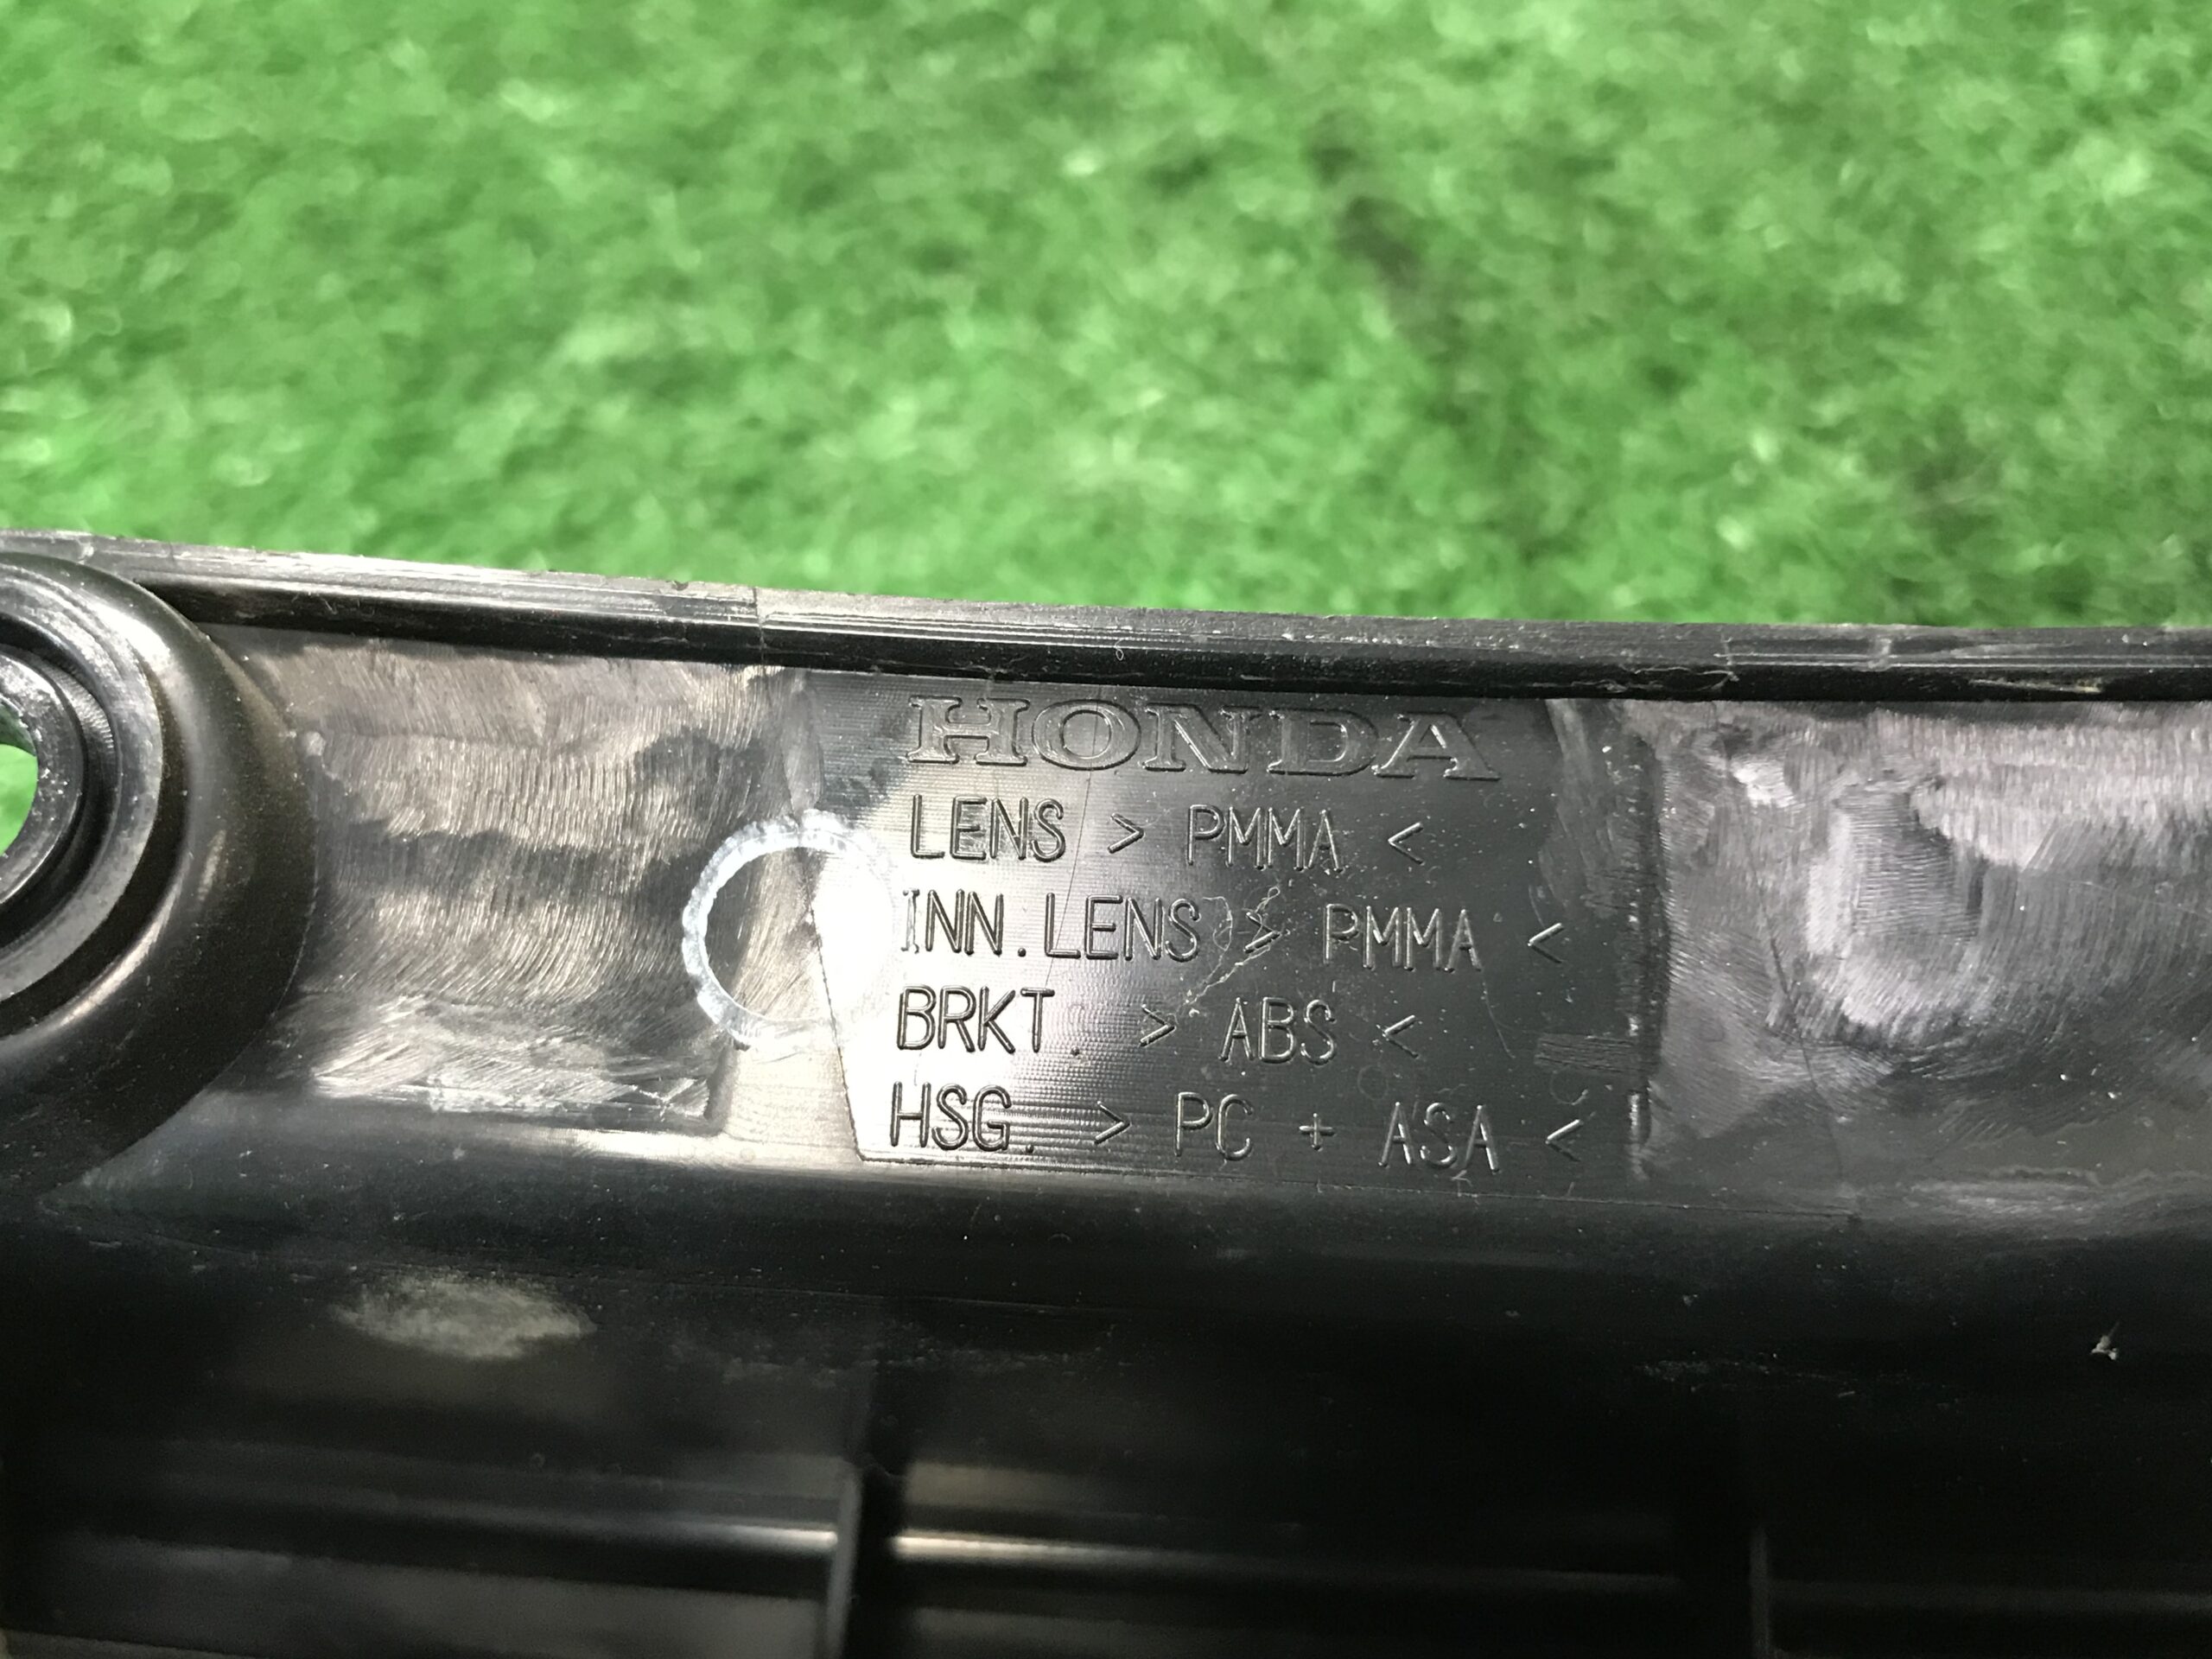 HONDA
LENS > PMMA <
INN.LENS > PMMA <
BRKT. > ABS <
HSG. > PC + ASA <